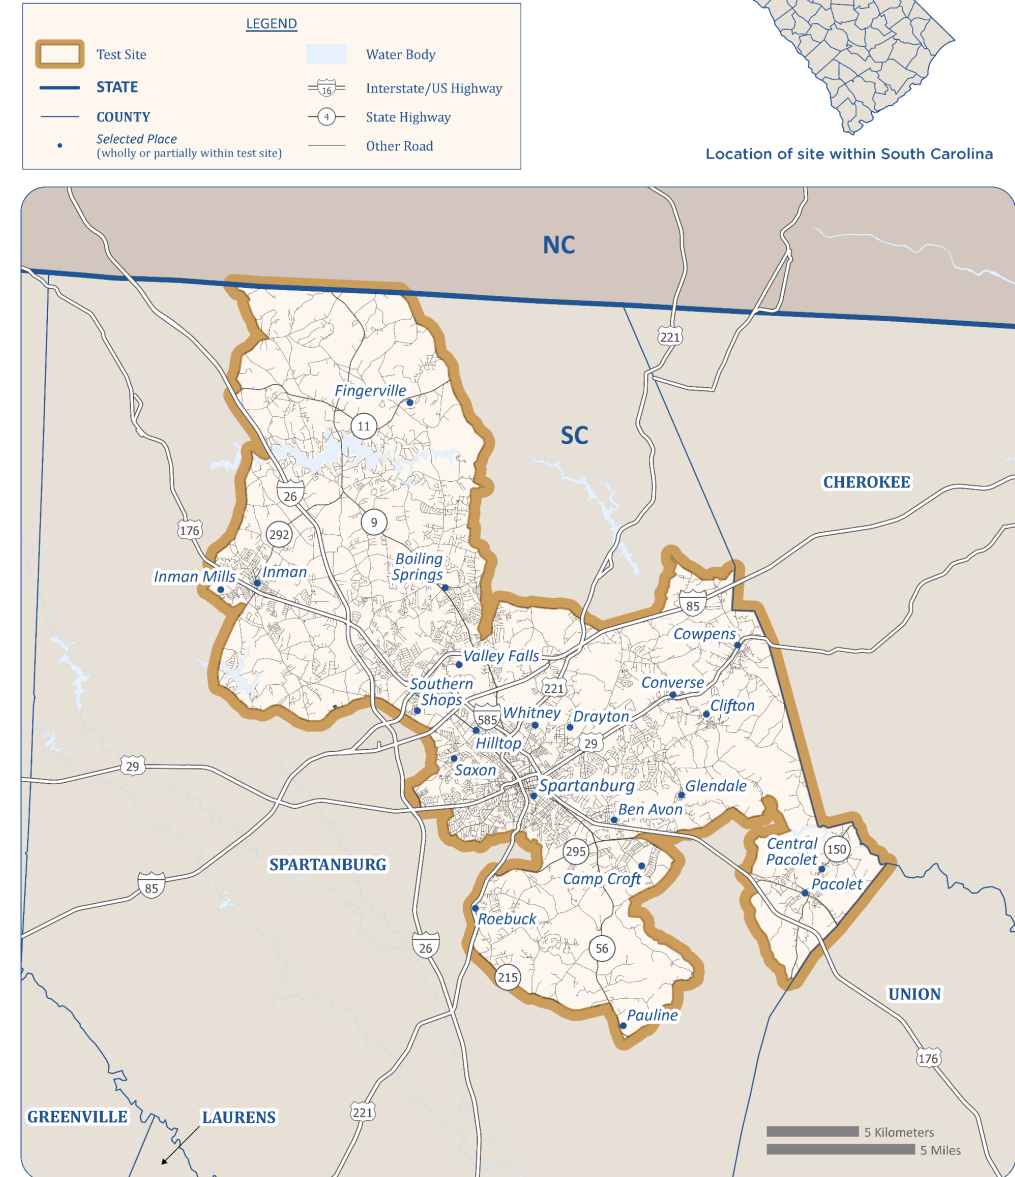 LEGEND
Test Site
Water Body
STATE
16
Interstate/US Highway
COUNTY
4
State Highway
Selected Place
(wholly or partially within test site)
Other Road
Location of site within South Carolina
NC
221
Fingerville
11
SC
CHEROKEE
26
9
176
292
Boiling
Springs
Inman Mills
Inman
85
Cowpens
Valley Falls
Southern
Shops
221
Converse
Clifton
585
Whitney
Drayton
Hilltop
29
29
Saxon
Spartanburg
Glendale
Ben Avon
Central
Pacolet
150
295
SPARTANBURG
Camp Croft
85
Pacolet
Roebuck
26
56
215
UNION
Pauline
176
221
GREENVILLE
LAURENS
5 Kilometers
5 Miles